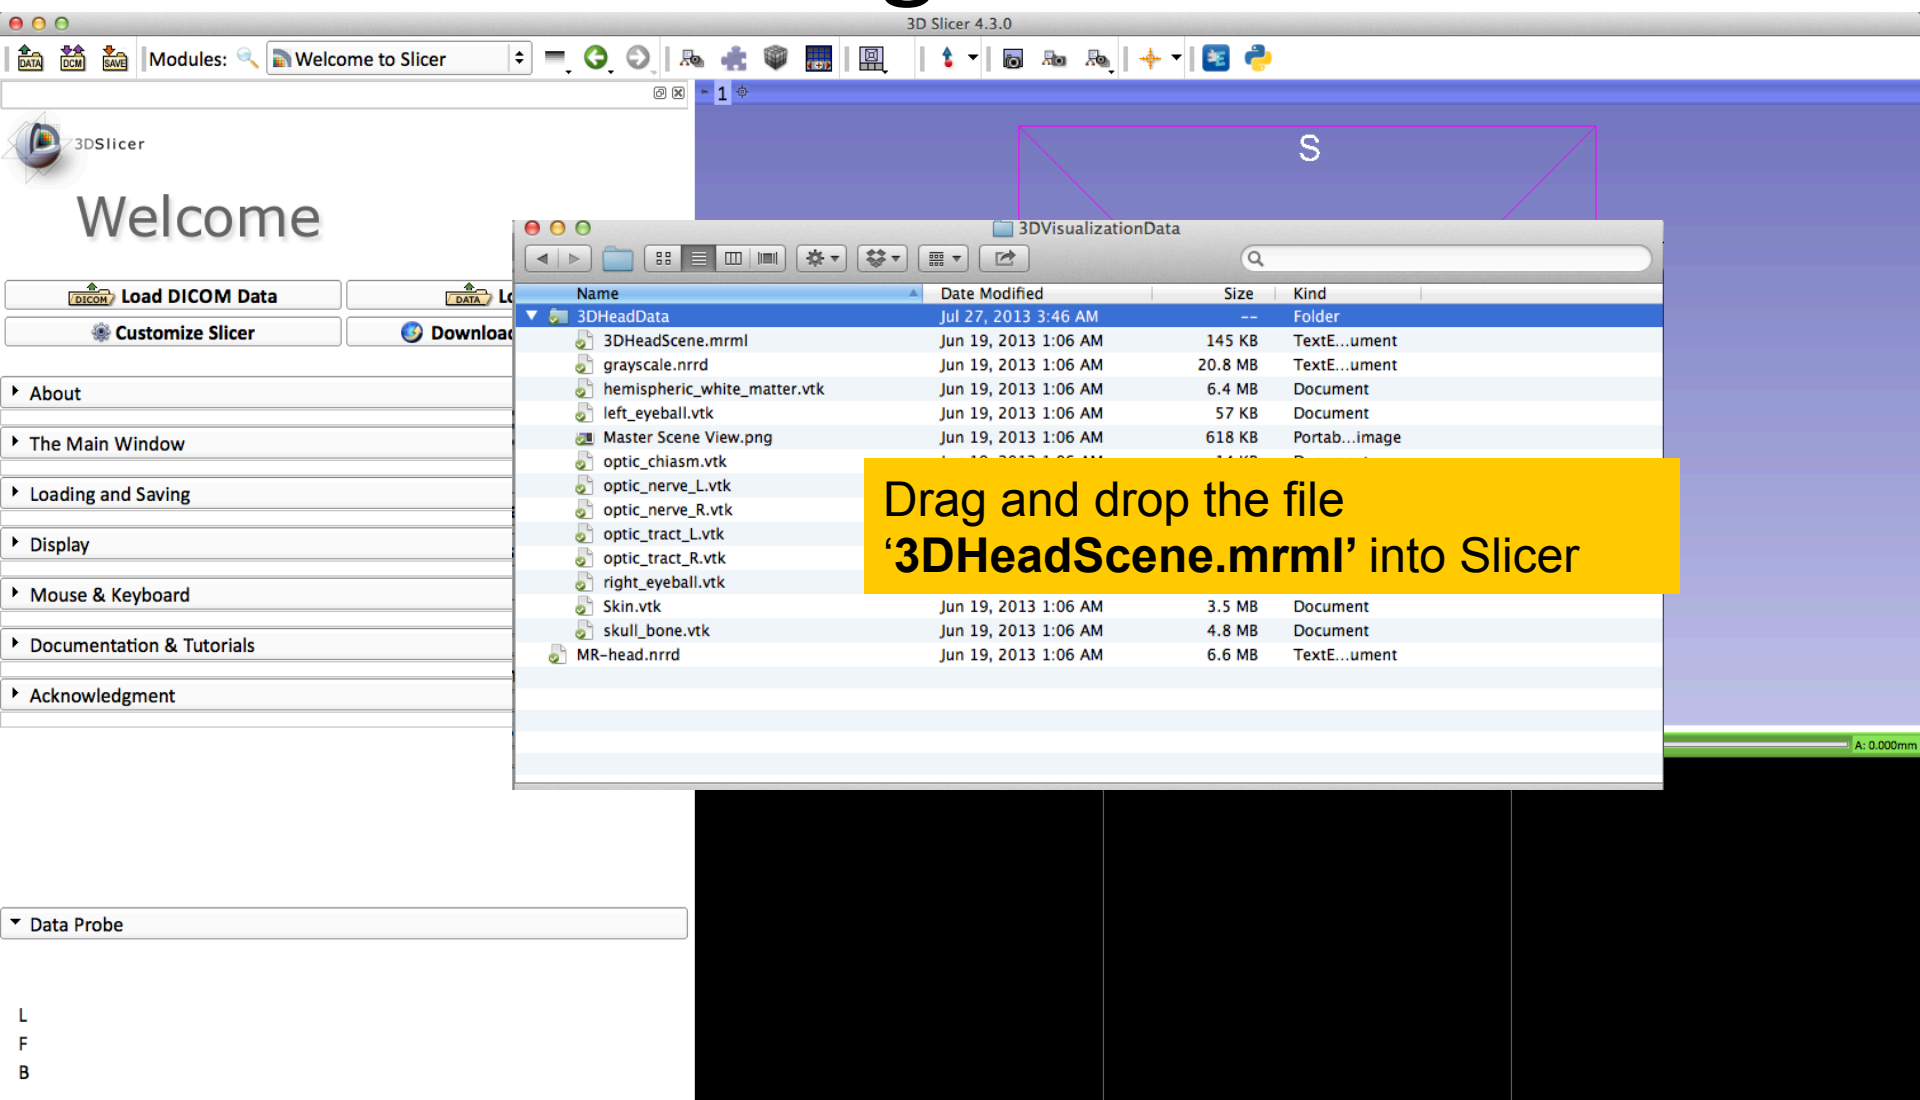 3D Slicer 4.3.0
DATA DCM SAVE Modules: Welcome to Slicer
1
3DSlicer
S
Welcome
3DVisualizationData
DICOM Load DICOM Data
DATA
Customize Slicer
Name Date Modified Size Kind
3DHeadData Jul 27, 2013 3:46 AM -- Folder
3DHeadScene.mrml Jun 19, 2013 1:06 AM 145 KB TextE...ument
grayscale.nrrd Jun 19, 2013 1:06 AM 20.8 MB TextE...ument
hemispheric_white_matter.vtk Jun 19, 2013 1:06 AM 6.4 MB Document
left_eyeball.vtk Jun 19, 2013 1:06 AM 57 KB Document
Master Scene View.png Jun 19, 2013 1:06 AM 618 KB Portab...image
optic_chiasm.vtk
optic_nerve_L.vtk
optic_nerve_R.vtk
optic_tract_L.vtk
optic_tract_R.vtk
right_eyeball.vtk
Skin.vtk Jun 19, 2013 1:06 AM 3.5 MB Document
skull_bone.vtk Jun 19, 2013 1:06 AM 4.8 MB Document
MR-head.nrrd Jun 19, 2013 1:06 AM 6.6 MB TextE...ument
Drag and drop the file
‘3DHeadScene.mrml’ into Slicer
About
The Main Window
Loading and Saving
Display
Mouse & Keyboard
Documentation & Tutorials
Acknowledgment
A: 0.000mm
Data Probe
L
F
B